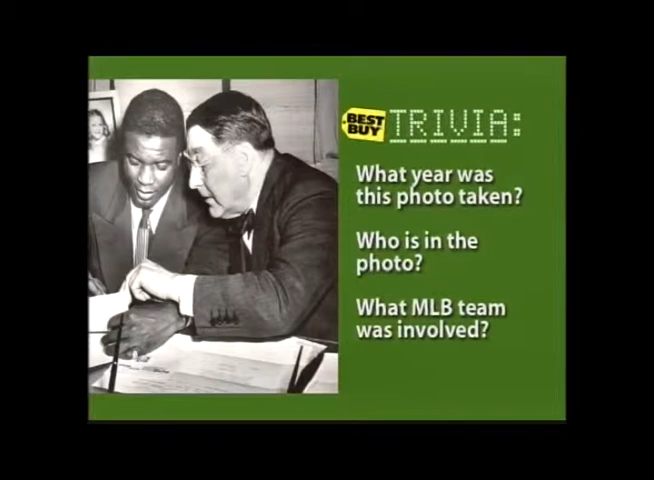 BEST
BUY
TRIVIA:
What year was
this photo taken?
Who is in the
photo?
What MLB team
was involved?